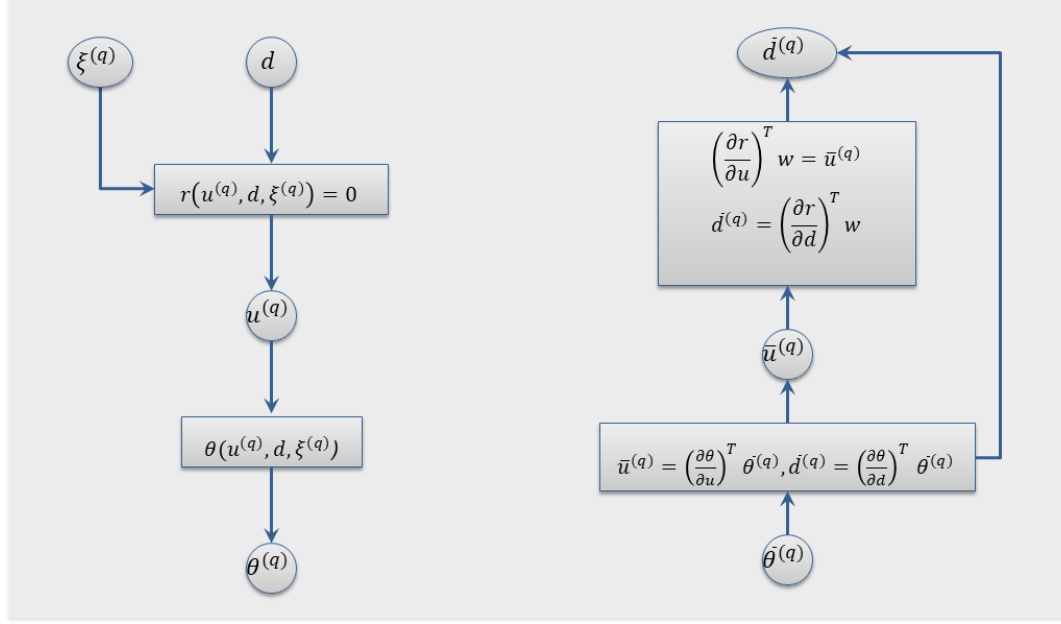 ξ^(q)
d
r(u^(q), d, ξ^(q)) = 0
u^(q)
θ(u^(q), d, ξ^(q))
θ^(q)
d̄^(q)
(∂r/∂u)^T w = ū^(q)
d̄^(q) = (∂r/∂d)^T w
ū^(q)
ū^(q) = (∂θ/∂u)^T θ̄^(q), d̄^(q) = (∂θ/∂d)^T θ̄^(q)
θ̄^(q)